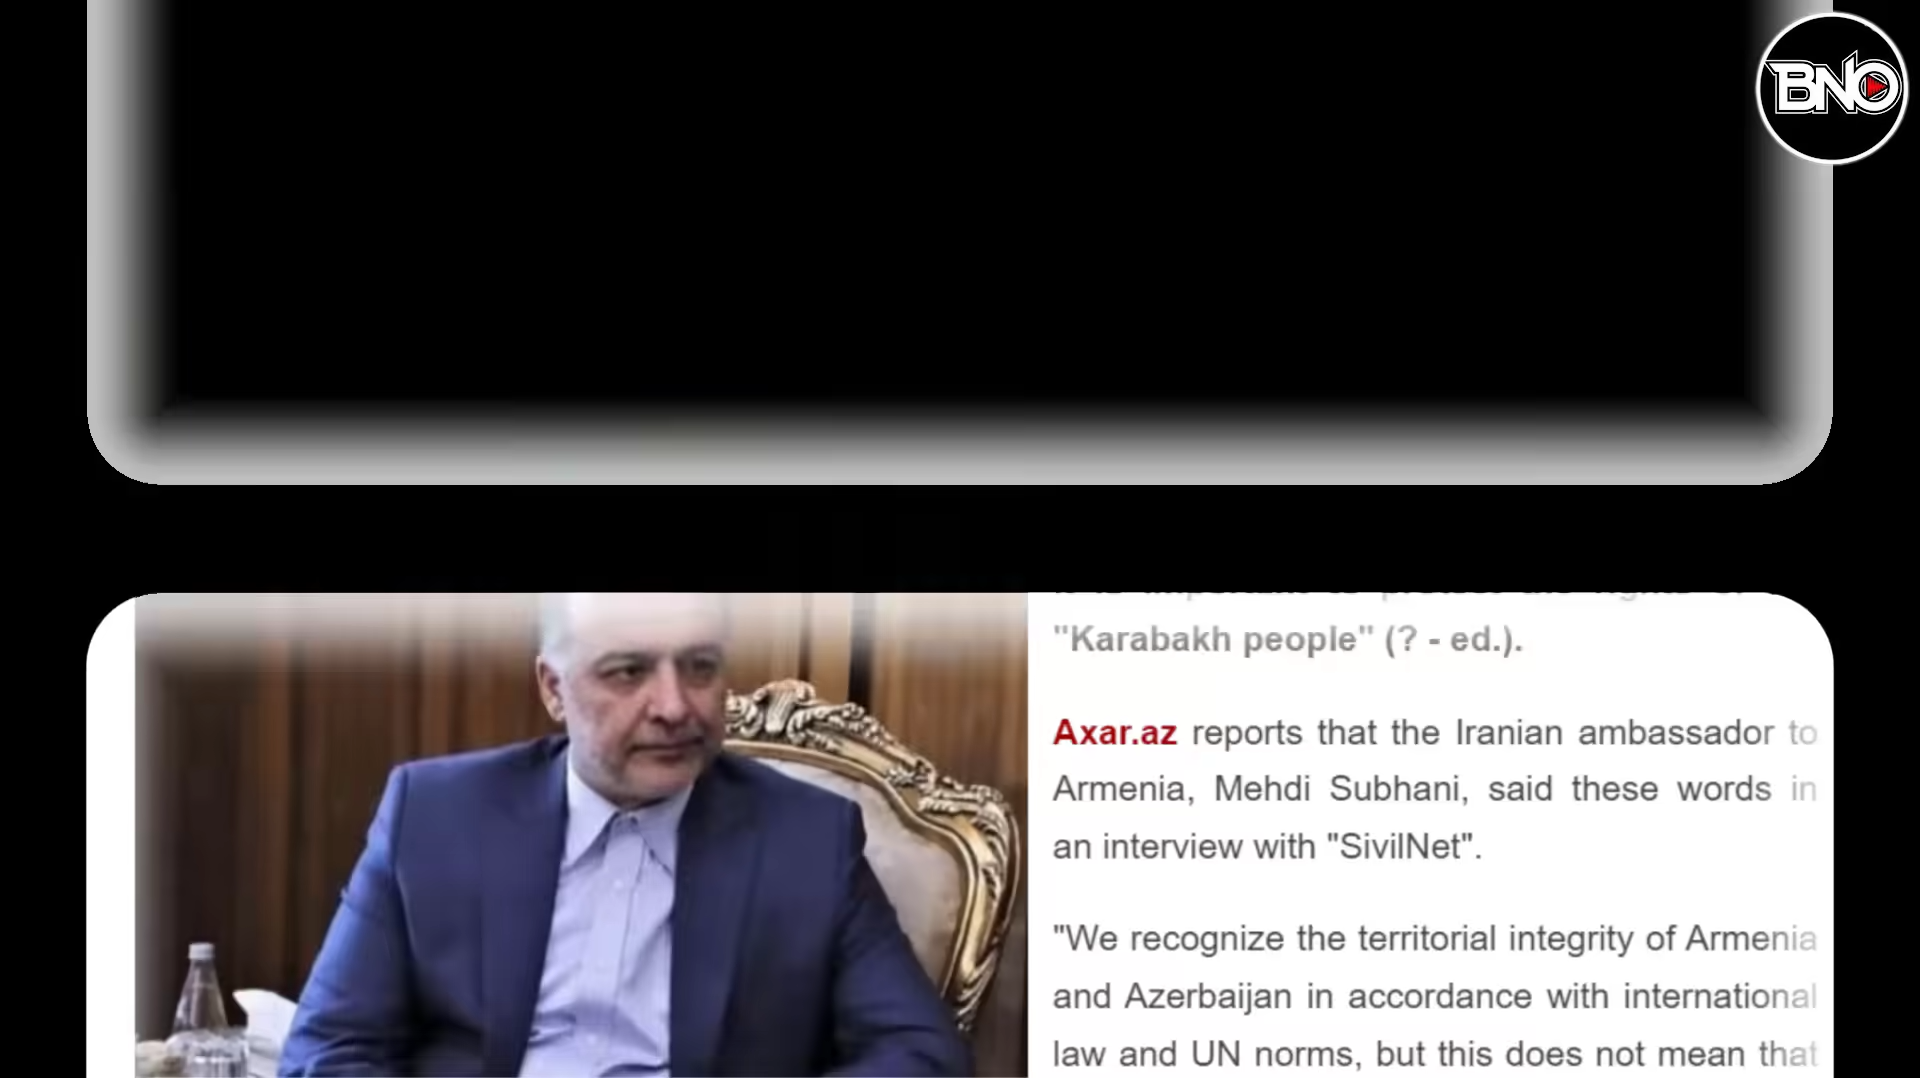 BNO
"Karabakh people" (? - ed.).
Axar.az reports that the Iranian ambassador to
Armenia, Mehdi Subhani, said these words in
an interview with "SivilNet".
"We recognize the territorial integrity of Armenia
and Azerbaijan in accordance with international
law and UN norms, but this does not mean that